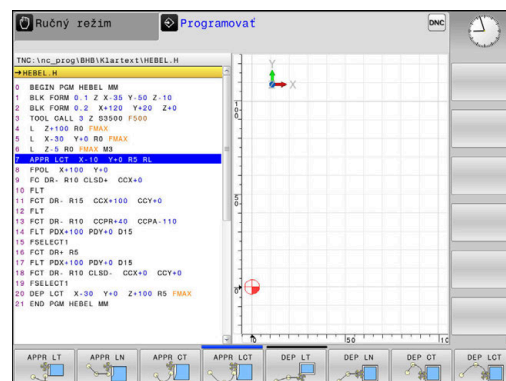 Ručný režim
Programovať
DNC
TNC:\nc_prog\BHB\Klartext\HEBEL.H
→HEBEL.H
0 BEGIN PGM HEBEL MM
1 BLK FORM 0.1 Z X-35 Y-50 Z-10
2 BLK FORM 0.2 X+120 Y+20 Z+0
3 TOOL CALL 3 Z S3500 F500
4 L Z+100 R0 FMAX
5 L X-30 Y+0 R0 FMAX
6 L Z-5 R0 FMAX M3
7 APPR LCT X-10 Y+0 R5 RL
8 FPOL X+100 Y+0
9 FC DR- R10 CLSD+ CCX+0
10 FLT
11 FCT DR- R15 CCX+100 CCY+0
12 FLT
13 FCT DR- R10 CCPR+40 CCPA-110
14 FLT PDX+100 PDY+0 D15
15 FSELECT1
16 FCT DR+ R5
17 FLT PDX+100 PDY+0 D15
18 FCT DR- R10 CLSD- CCX+0 CCY+0
19 FSELECT1
20 DEP LCT X-30 Y+0 Z+100 R5 FMAX
21 END PGM HEBEL MM
Y
X
100
50
0
0
50
APPR LT
APPR LN
APPR CT
APPR LCT
DEP LT
DEP LN
DEP CT
DEP LCT